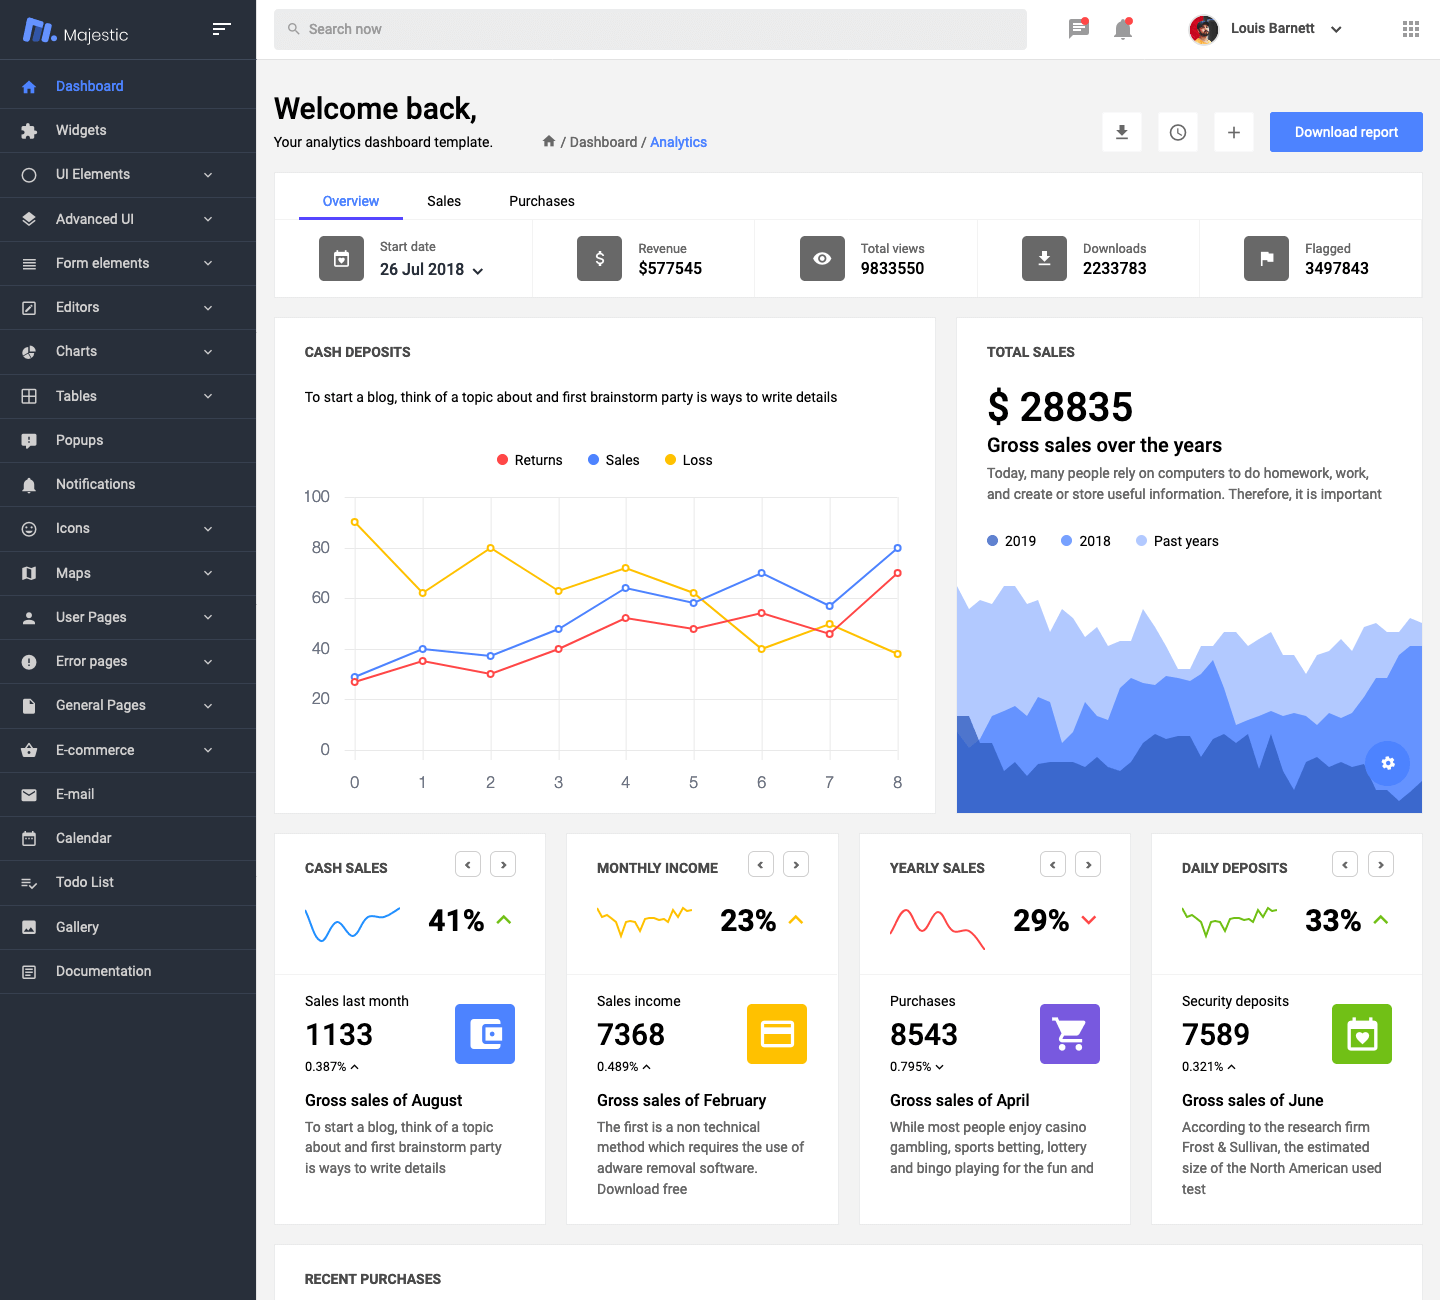 Majestic
Search now
Louis Barnett
Dashboard
Widgets
UI Elements
Advanced UI
Form elements
Editors
Charts
Tables
Popups
Notifications
Icons
Maps
User Pages
Error pages
General Pages
E-commerce
E-mail
Calendar
Todo List
Gallery
Documentation
Welcome back,
Your analytics dashboard template.
/ Dashboard / Analytics
Download report
Overview
Sales
Purchases
Start date
26 Jul 2018
Revenue
$577545
Total views
9833550
Downloads
2233783
Flagged
3497843
CASH DEPOSITS
To start a blog, think of a topic about and first brainstorm party is ways to write details
Returns
Sales
Loss
100
80
60
40
20
0
0 1 2 3 4 5 6 7 8
TOTAL SALES
$ 28835
Gross sales over the years
Today, many people rely on computers to do homework, work,
and create or store useful information. Therefore, it is important
2019
2018
Past years
CASH SALES
41%
Sales last month
1133
0.387%
Gross sales of August
To start a blog, think of a topic
about and first brainstorm party
is ways to write details
MONTHLY INCOME
23%
Sales income
7368
0.489%
Gross sales of February
The first is a non technical
method which requires the use of
adware removal software.
Download free
YEARLY SALES
29%
Purchases
8543
0.795%
Gross sales of April
While most people enjoy casino
gambling, sports betting, lottery
and bingo playing for the fun and
DAILY DEPOSITS
33%
Security deposits
7589
0.321%
Gross sales of June
According to the research firm
Frost & Sullivan, the estimated
size of the North American used
test
RECENT PURCHASES